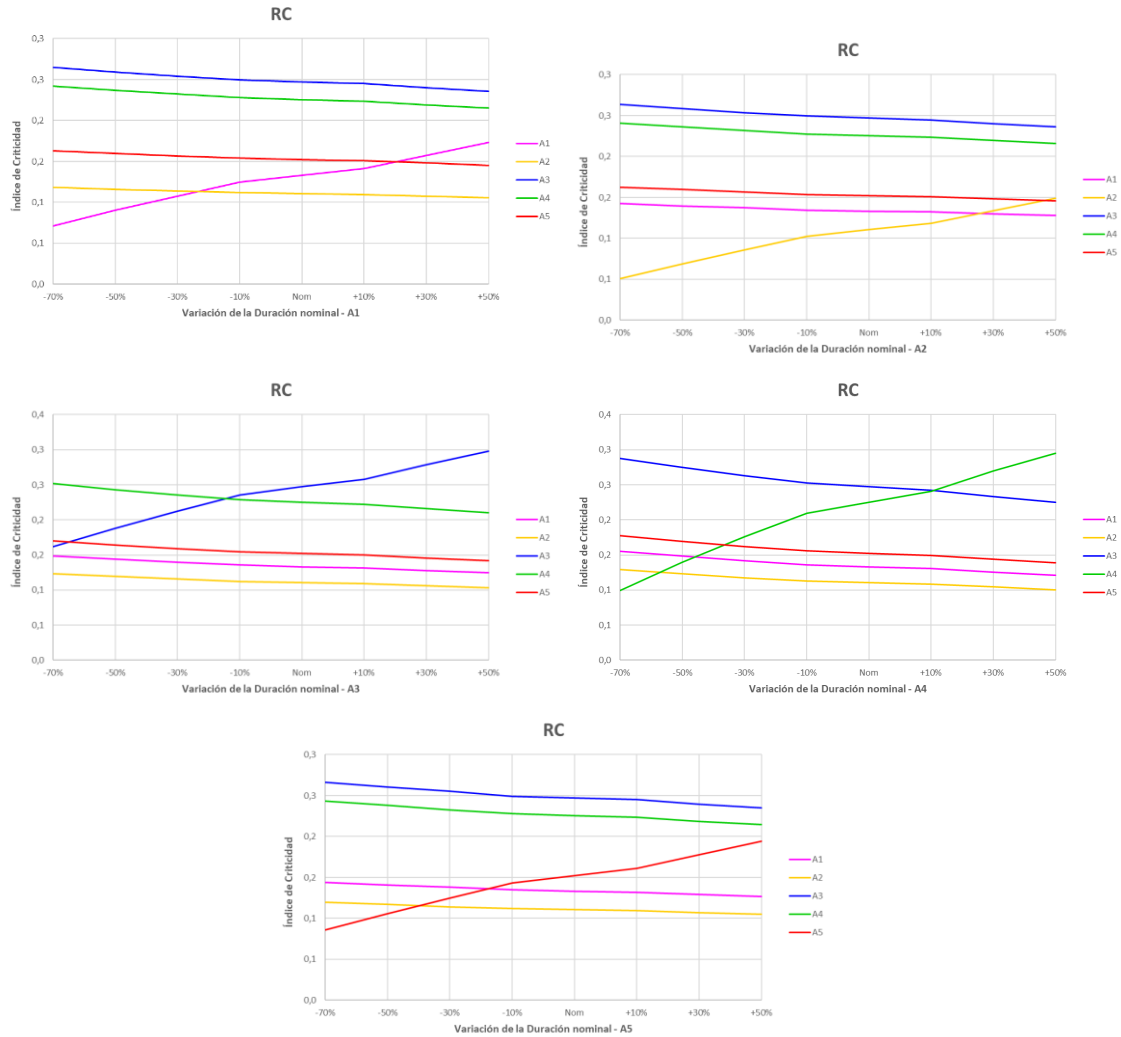 RC
0,3
0,3
0,2
0,2
0,1
0,1
0,0
Índice de Criticidad
-70% -50% -30% -10% Nom +10% +30% +50%
Variación de la Duración nominal - A1
A1
A2
A3
A4
A5
RC
0,3
0,3
0,2
0,2
0,1
0,1
0,0
Índice de Criticidad
-70% -50% -30% -10% Nom +10% +30% +50%
Variación de la Duración nominal - A2
A1
A2
A3
A4
A5
RC
0,4
0,3
0,3
0,2
0,2
0,1
0,1
0,0
Índice de Criticidad
-70% -50% -30% -10% Nom +10% +30% +50%
Variación de la Duración nominal - A3
A1
A2
A3
A4
A5
RC
0,4
0,3
0,3
0,2
0,2
0,1
0,1
0,0
Índice de Criticidad
-70% -50% -30% -10% Nom +10% +30% +50%
Variación de la Duración nominal - A4
A1
A2
A3
A4
A5
RC
0,3
0,3
0,2
0,2
0,1
0,1
0,0
Índice de Criticidad
-70% -50% -30% -10% Nom +10% +30% +50%
Variación de la Duración nominal - A5
A1
A2
A3
A4
A5